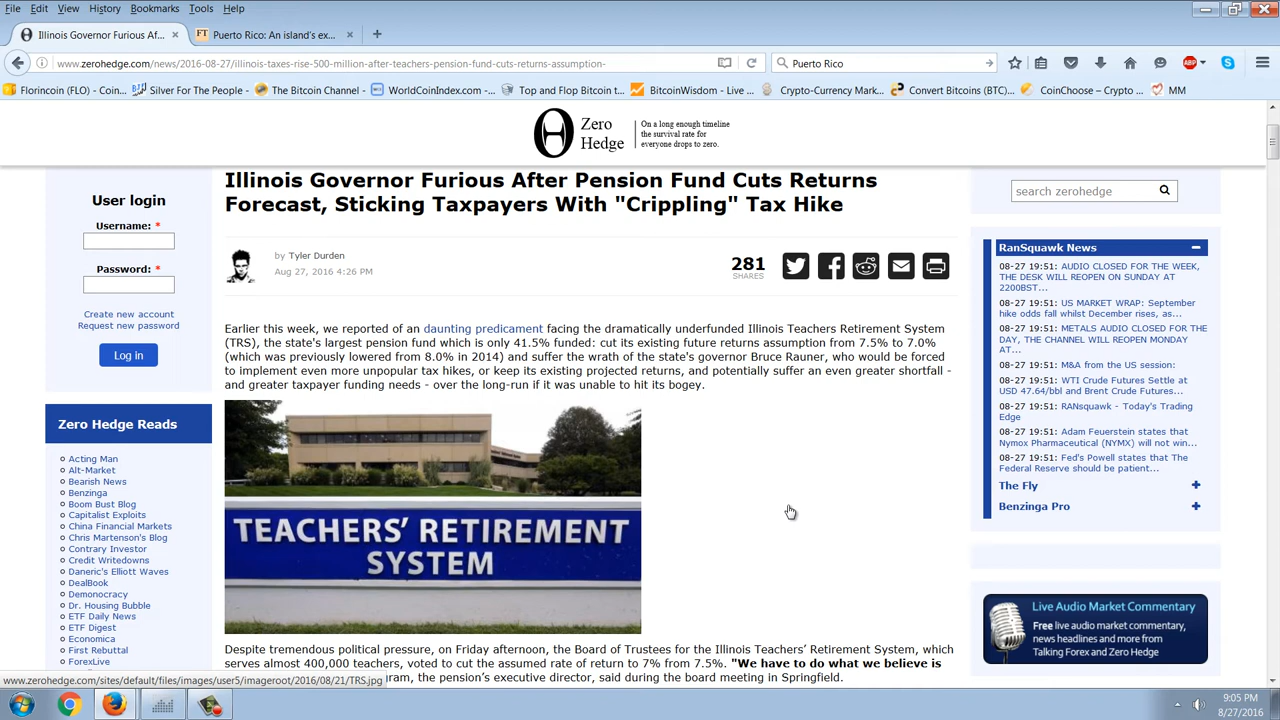 File Edit View History Bookmarks Tools Help
Illinois Governor Furious Af... × FT Puerto Rico: An island's ex... × +
www.zerohedge.com/news/2016-08-27/illinois-taxes-rise-500-million-after-teachers-pension-fund-cuts-returns-assumption- Puerto Rico ABP
Florincoin (FLO) - Coin... Silver For The People - ... The Bitcoin Channel - ... WorldCoinIndex.com -... Top and Flop Bitcoin t... BitcoinWisdom - Live ... Crypto-Currency Mark... Convert Bitcoins (BTC)... CoinChoose – Crypto ... MM
Zero Hedge
On a long enough timeline
the survival rate for
everyone drops to zero.
User login
Username: *
Password: *
Create new account
Request new password
Log in
Zero Hedge Reads
Acting Man
Alt-Market
Bearish News
Benzinga
Boom Bust Blog
Capitalist Exploits
China Financial Markets
Chris Martenson's Blog
Contrary Investor
Credit Writedowns
Daneric's Elliott Waves
DealBook
Demonocracy
Dr. Housing Bubble
ETF Daily News
ETF Digest
Economica
First Rebuttal
ForexLive
Illinois Governor Furious After Pension Fund Cuts Returns
Forecast, Sticking Taxpayers With "Crippling" Tax Hike
by Tyler Durden
Aug 27, 2016 4:26 PM
281
SHARES
Earlier this week, we reported of an daunting predicament facing the dramatically underfunded Illinois Teachers Retirement System
(TRS), the state's largest pension fund which is only 41.5% funded: cut its existing future returns assumption from 7.5% to 7.0%
(which was previously lowered from 8.0% in 2014) and suffer the wrath of the state's governor Bruce Rauner, who would be forced
to implement even more unpopular tax hikes, or keep its existing projected returns, and potentially suffer an even greater shortfall -
and greater taxpayer funding needs - over the long-run if it was unable to hit its bogey.
TEACHERS' RETIREMENT
SYSTEM
Despite tremendous political pressure, on Friday afternoon, the Board of Trustees for the Illinois Teachers' Retirement System, which
serves almost 400,000 teachers, voted to cut the assumed rate of return to 7% from 7.5%. "We have to do what we believe is
gram, the pension's executive director, said during the board meeting in Springfield.
search zerohedge
RanSquawk News
08-27 19:51: AUDIO CLOSED FOR THE WEEK,
THE DESK WILL REOPEN ON SUNDAY AT
2200BST...
08-27 19:51: US MARKET WRAP: September
hike odds fall whilst December rises, as...
08-27 19:51: METALS AUDIO CLOSED FOR THE
DAY, THE CHANNEL WILL REOPEN MONDAY
AT...
08-27 19:51: M&A from the US session:
08-27 19:51: WTI Crude Futures Settle at
USD 47.64/bbl and Brent Crude Futures...
08-27 19:51: RANsquawk - Today's Trading
Edge
08-27 19:51: Adam Feuerstein states that
Nymox Pharmaceutical (NYMX) will not win...
08-27 19:51: Fed's Powell states that The
Federal Reserve should be patient...
The Fly
Benzinga Pro
Live Audio Market Commentary
Free live audio market commentary,
news headlines and more from
Talking Forex and Zero Hedge
www.zerohedge.com/sites/default/files/images/user5/imageroot/2016/08/21/TRS.jpg
9:05 PM
8/27/2016